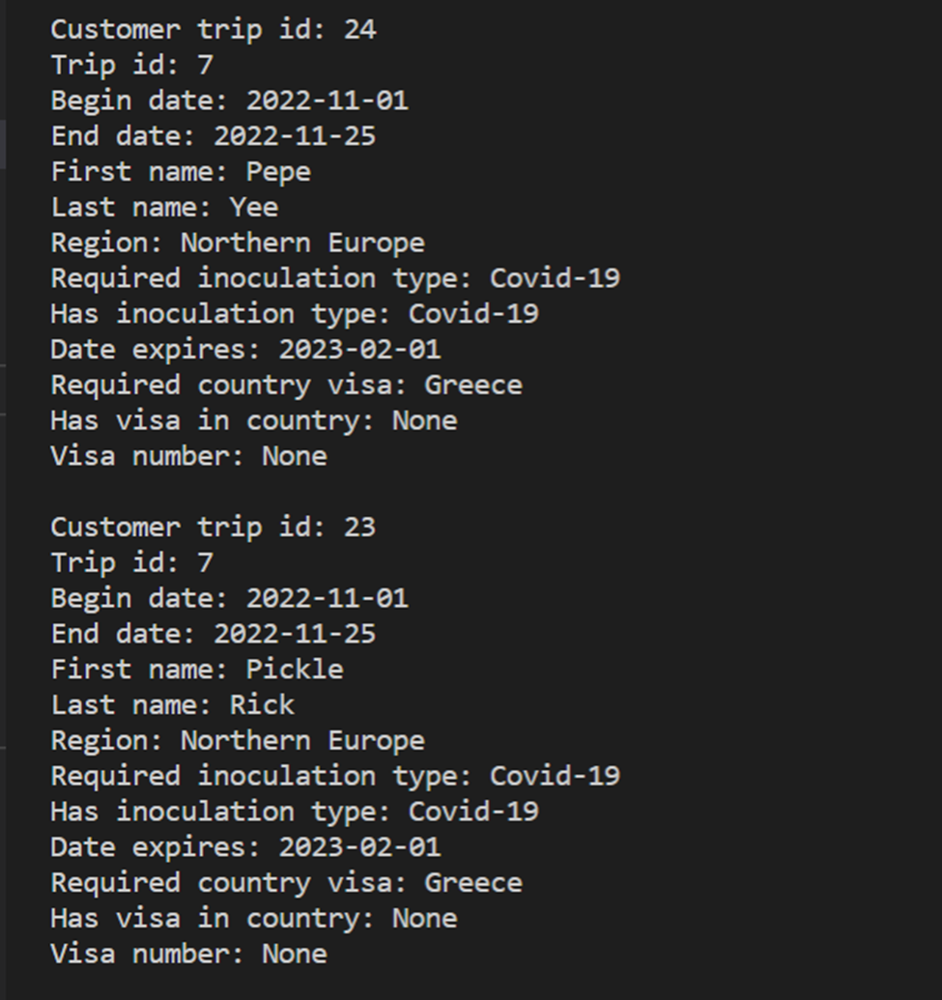 Customer trip id: 24
Trip id: 7
Begin date: 2022-11-01
End date: 2022-11-25
First name: Pepe
Last name: Yee
Region: Northern Europe
Required inoculation type: Covid-19
Has inoculation type: Covid-19
Date expires: 2023-02-01
Required country visa: Greece
Has visa in country: None
Visa number: None

Customer trip id: 23
Trip id: 7
Begin date: 2022-11-01
End date: 2022-11-25
First name: Pickle
Last name: Rick
Region: Northern Europe
Required inoculation type: Covid-19
Has inoculation type: Covid-19
Date expires: 2023-02-01
Required country visa: Greece
Has visa in country: None
Visa number: None